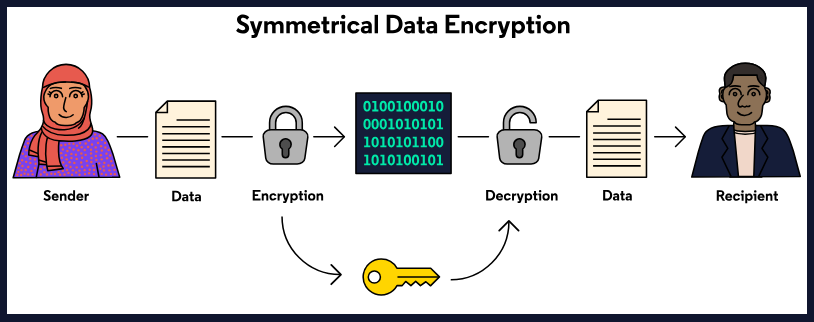 Symmetrical Data Encryption
0100100010
0001010101
1010101100
1010100101
Sender
Data
Encryption
Decryption
Data
Recipient